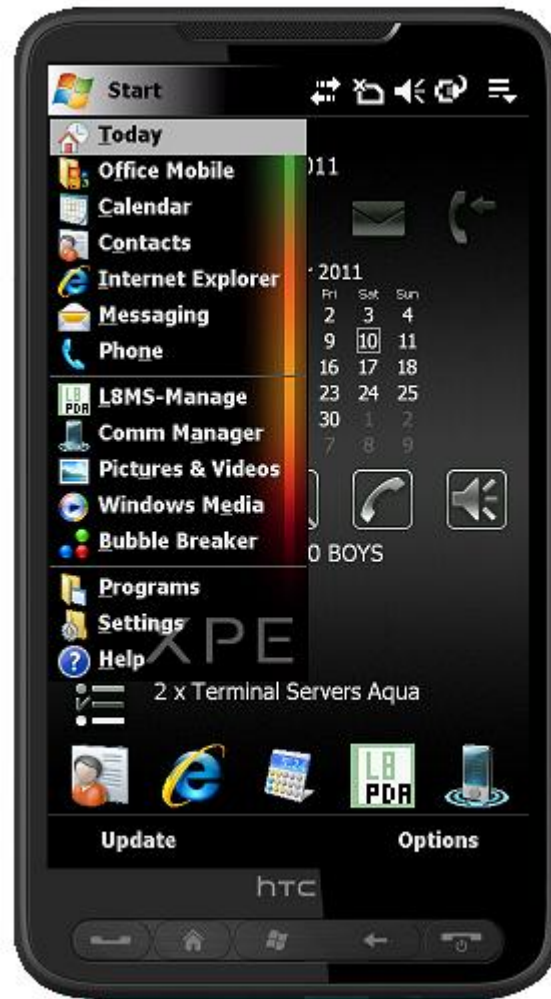 Start
Today
Office Mobile
Calendar
Contacts
Internet Explorer
Messaging
Phone
L8MS-Manage
Comm Manager
Pictures & Videos
Windows Media
Bubble Breaker
Programs
Settings
Help
011
2011
Fri Sat Sun
2 3 4
9 10 11
16 17 18
23 24 25
30 1 2
7 8 9
0 BOYS
XPE
2 x Terminal Servers Aqua
L8
PDA
Update Options
hTC